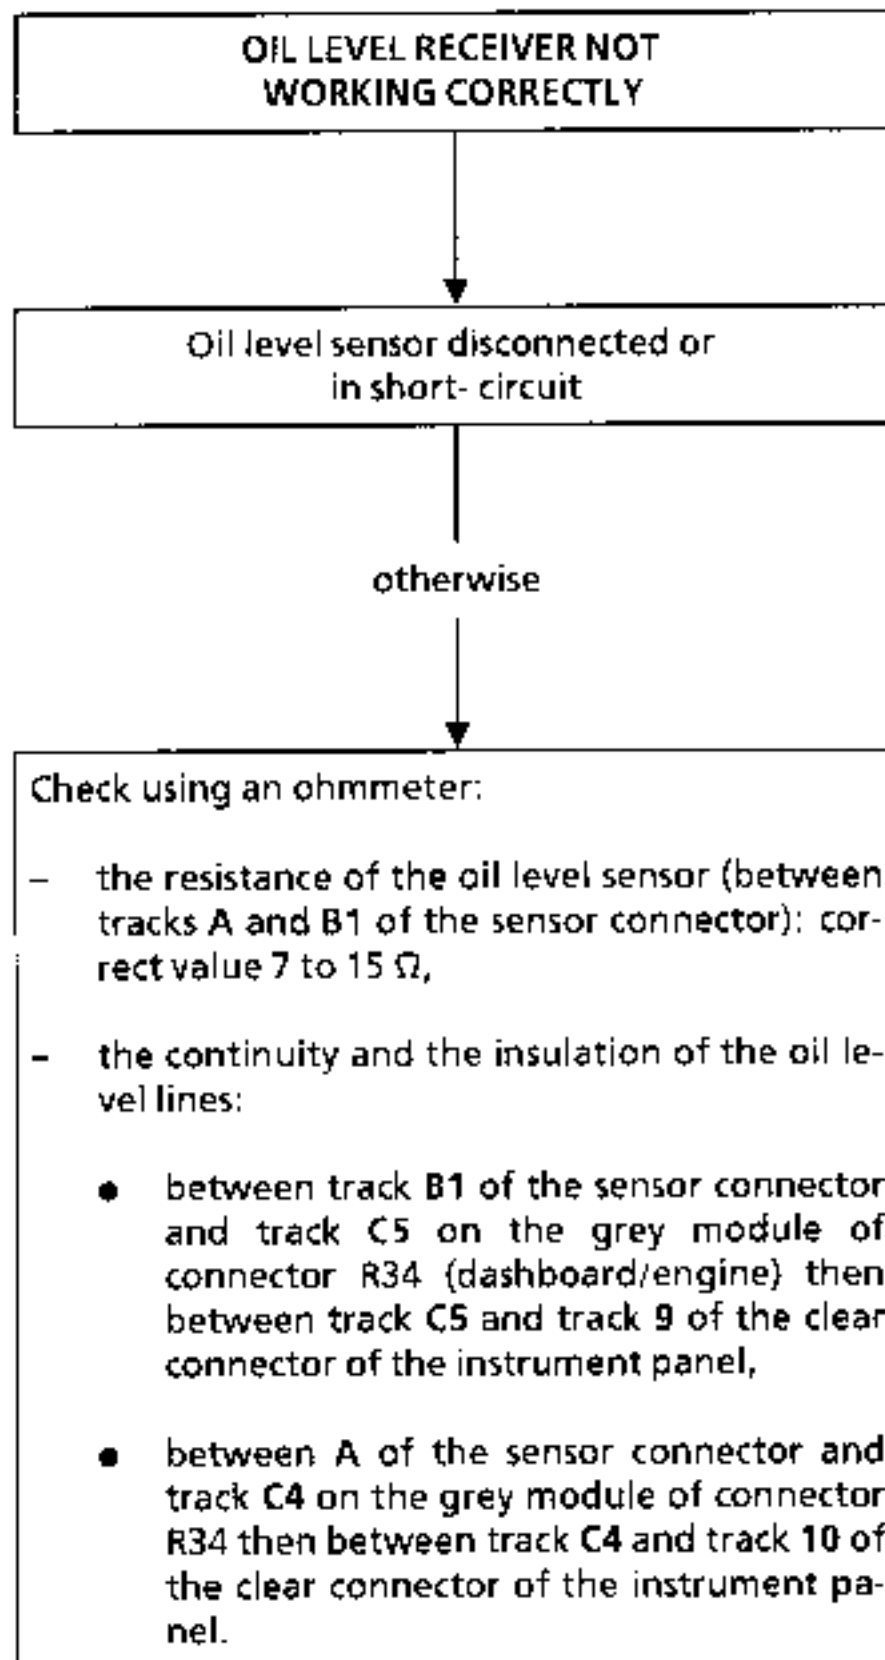 OIL LEVEL RECEIVER NOT
WORKING CORRECTLY
Oil level sensor disconnected or
in short- circuit
otherwise
Check using an ohmmeter:
– the resistance of the oil level sensor (between
tracks A and B1 of the sensor connector): cor-
rect value 7 to 15 Ω,
– the continuity and the insulation of the oil le-
vel lines:
● between track B1 of the sensor connector
and track C5 on the grey module of
connector R34 (dashboard/engine) then
between track C5 and track 9 of the clear
connector of the instrument panel,
● between A of the sensor connector and
track C4 on the grey module of connector
R34 then between track C4 and track 10 of
the clear connector of the instrument pa-
nel.